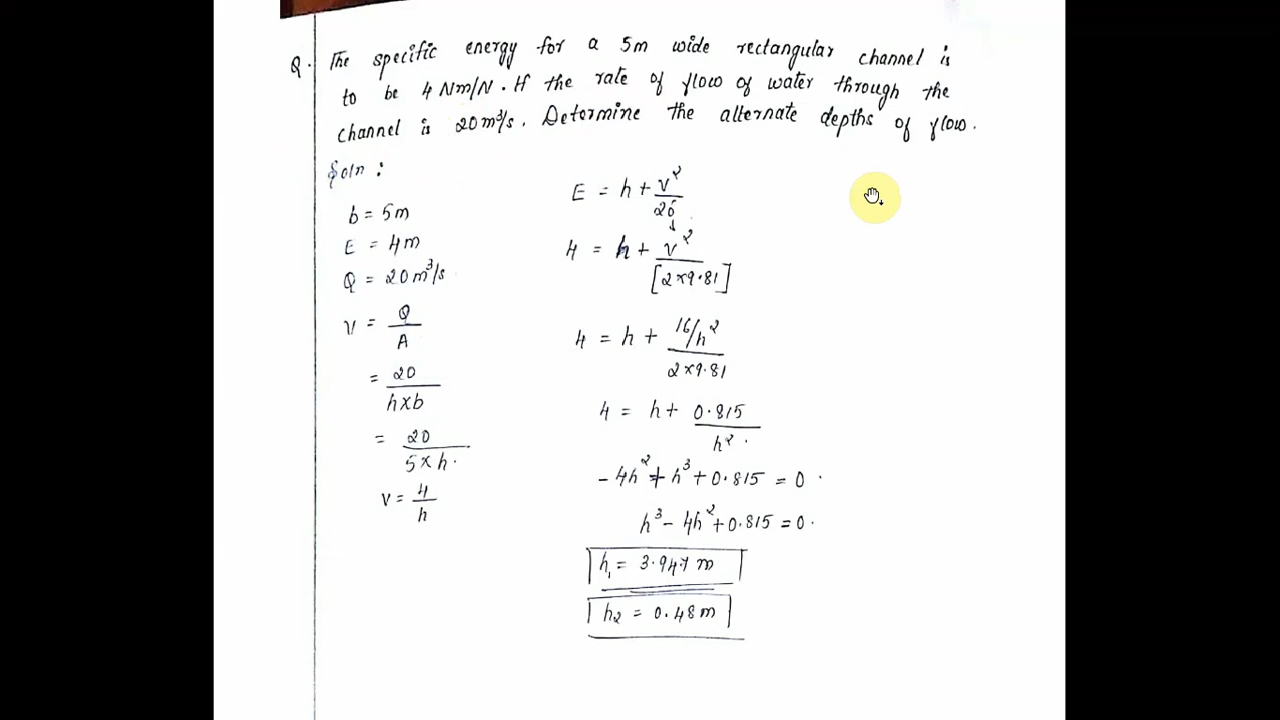 Q. The specific energy for a 5m wide rectangular channel is
to be 4 Nm/N. If the rate of flow of water through the
channel is 20m³/s. Determine the alternate depths of flow.
Soln :
b = 5m
E = 4m
Q = 20m³/s
V = Q/A
= 20/h×b
= 20/5×h.
V = 4/h
E = h + V²/2g
4 = h + V²/[2×9.81]
4 = h + 16/h²/2×9.81
4 = h + 0.815/h².
-4h² + h³ + 0.815 = 0.
h³ - 4h² + 0.815 = 0.
h₁ = 3.947 m
h₂ = 0.48m